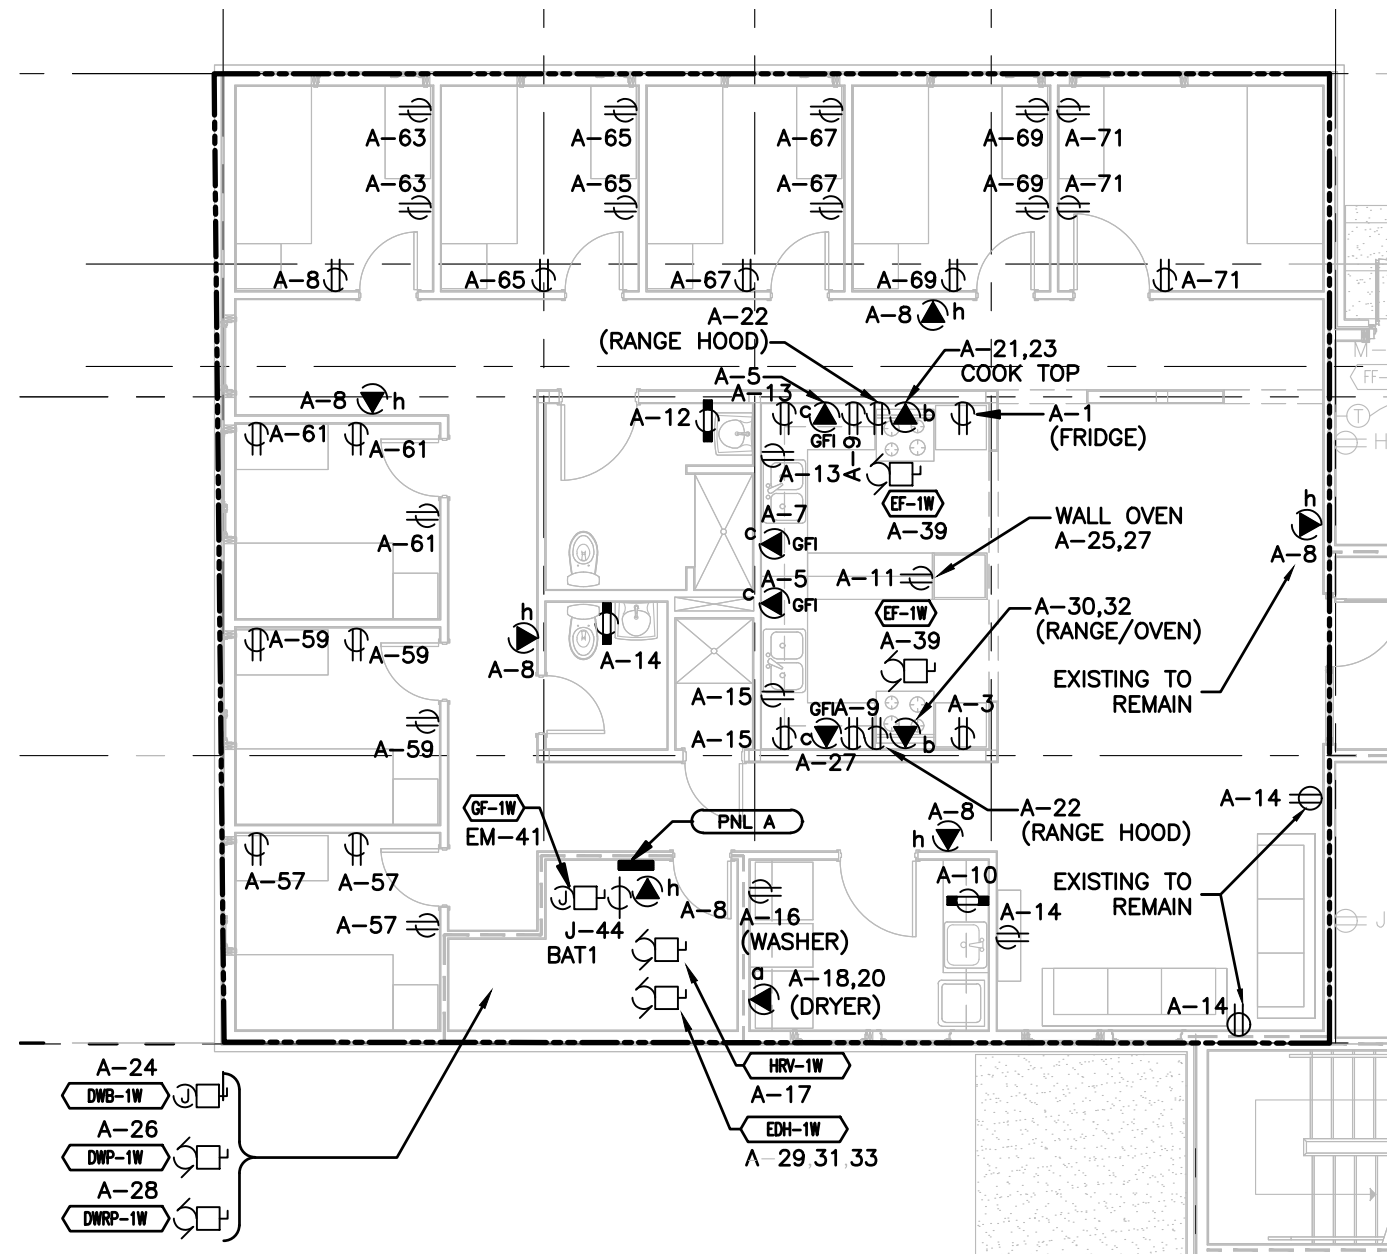 A-63
A-65
A-67
A-69
A-71
A-63
A-65
A-67
A-69
A-71
A-8
A-65
A-67
A-69
A-71
A-22
(RANGE HOOD)
A-8 h
A-21,23
COOK TOP
M-
FF-
A-5
A-13
A-8 h
A-12
c
GFI
A-9
b
A-1
(FRIDGE)
T
H
A-61
A-61
A-13
EF-1W
A-39
A-7
c GFI
WALL OVEN
A-25,27
h
A-8
A-61
A-11
A-5
c GFI
EF-1W
A-39
A-30,32
(RANGE/OVEN)
h
A-8
A-59
A-59
A-14
EXISTING TO
REMAIN
A-15
GFI
A-9
A-3
A-59
A-15
c
b
A-27
GF-1W
EM-41
PNL A
A-8
h
A-22
(RANGE HOOD)
A-14
A-57
A-57
J
h
A-8
A-10
EXISTING TO
REMAIN
A-57
J-44
BAT1
A-16
(WASHER)
A-14
J
a
A-18,20
(DRYER)
A-14
A-24
DWB-1W
J
HRV-1W
A-17
A-26
DWP-1W
EDH-1W
A-29,31,33
A-28
DWRP-1W